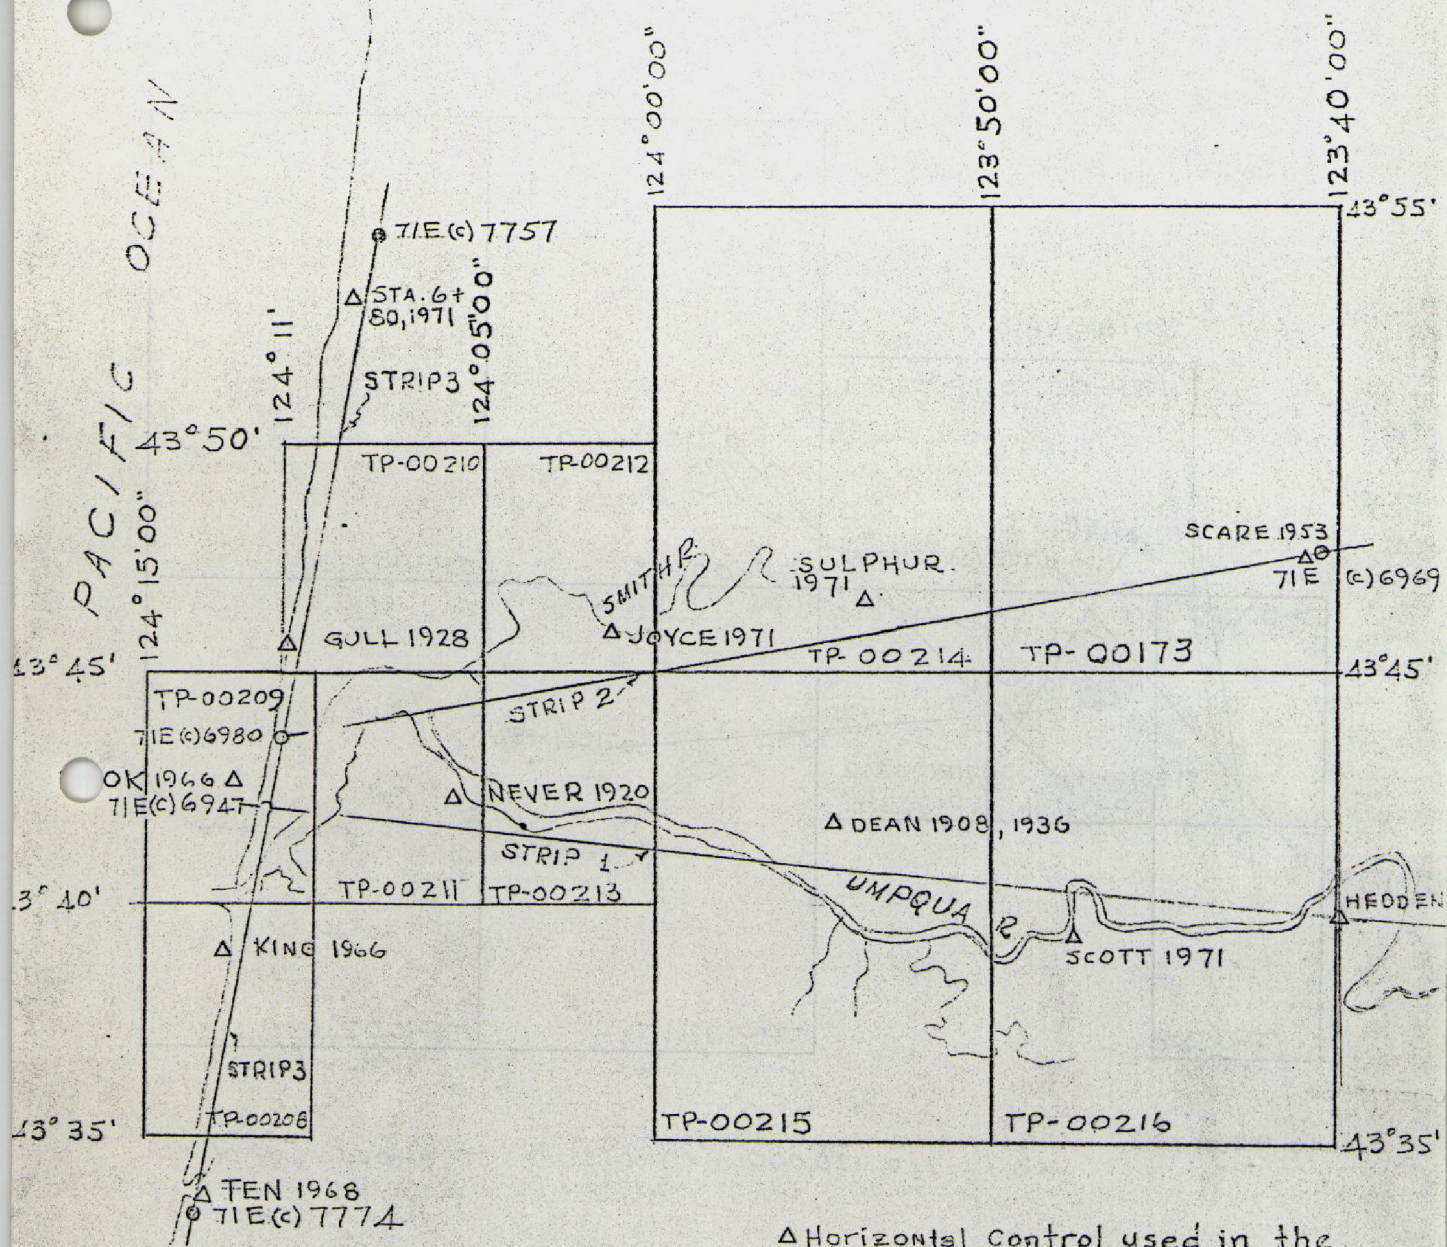 PACIFIC OCEAN
124°00'00"
123°50'00"
123°40'00"
43°55'
71E(c)7757
STA. 6+
80,1971
124°11'
124°05'00"
STRIP3
43°50'
TP-00210
TP-00212
124°15'00"
SCARE 1953
71E (c)6969
SMITH R.
SULPHUR
1971
GULL 1928
JOYCE 1971
TP-00214
TP-00173
43°45'
43°45'
TP-00209
STRIP 2
71E(c)6980
OK 1966
71E(c)6947
NEVER 1920
DEAN 1908, 1936
STRIP 1
UMPQUA R
TP-00211
TP-00213
3°40'
HEDDEN
KING 1966
SCOTT 1971
STRIP3
TP-00208
TP-00215
TP-00216
43°35'
43°35'
TEN 1968
71E(c)7774
△ Horizontal Control used in the